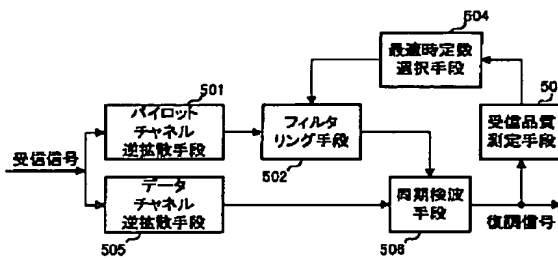 504
最適時定数
選択手段
501
パイロット
チャネル
逆拡散手段
フィルタ
リング手段
502
50
受信品質
測定手段
受信信号
データ
チャネル
逆拡散手段
505
同期検波
手段
506
復調信号